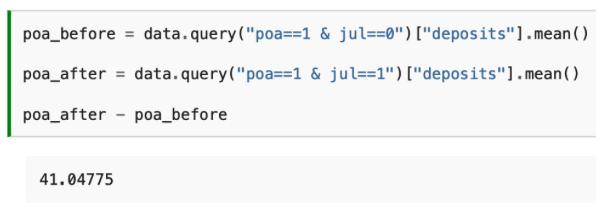 poa_before = data.query("poa==1 & jul==0")["deposits"].mean()
poa_after = data.query("poa==1 & jul==1")["deposits"].mean()
poa_after - poa_before
41.04775